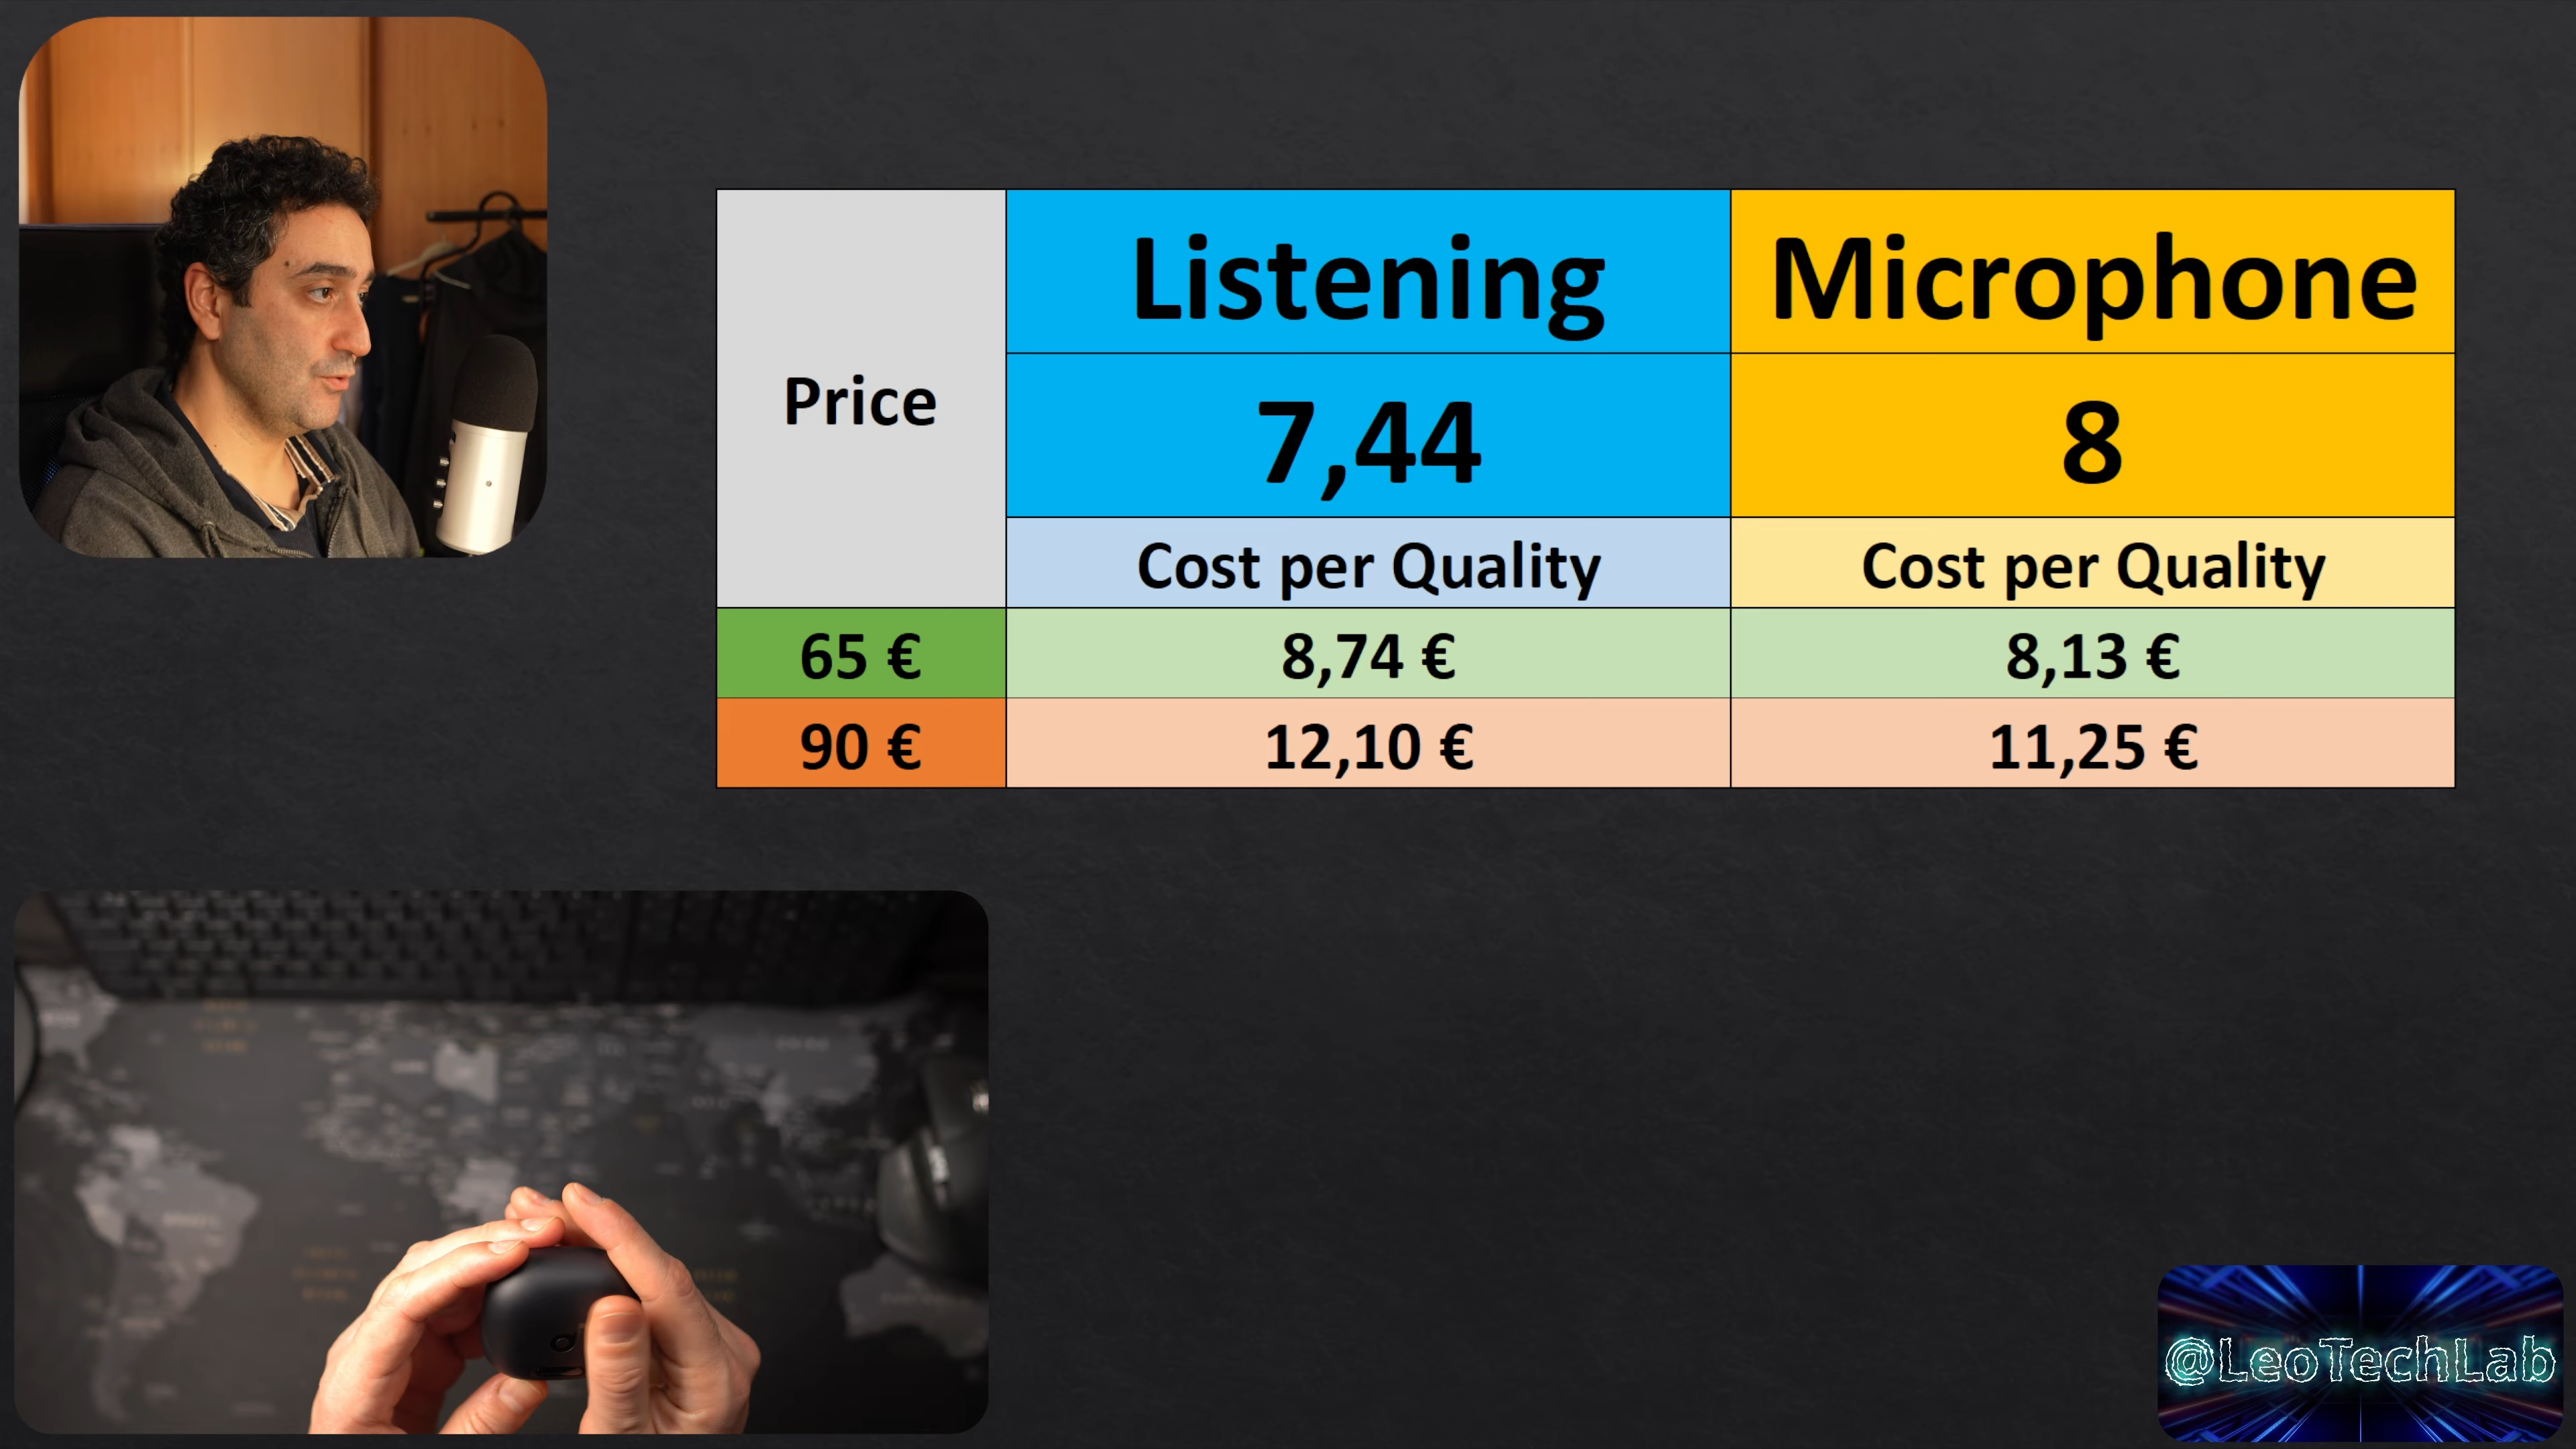 Price
Listening
Microphone
7,44
8
Cost per Quality
Cost per Quality
65 €
8,74 €
8,13 €
90 €
12,10 €
11,25 €
@LeoTechLab